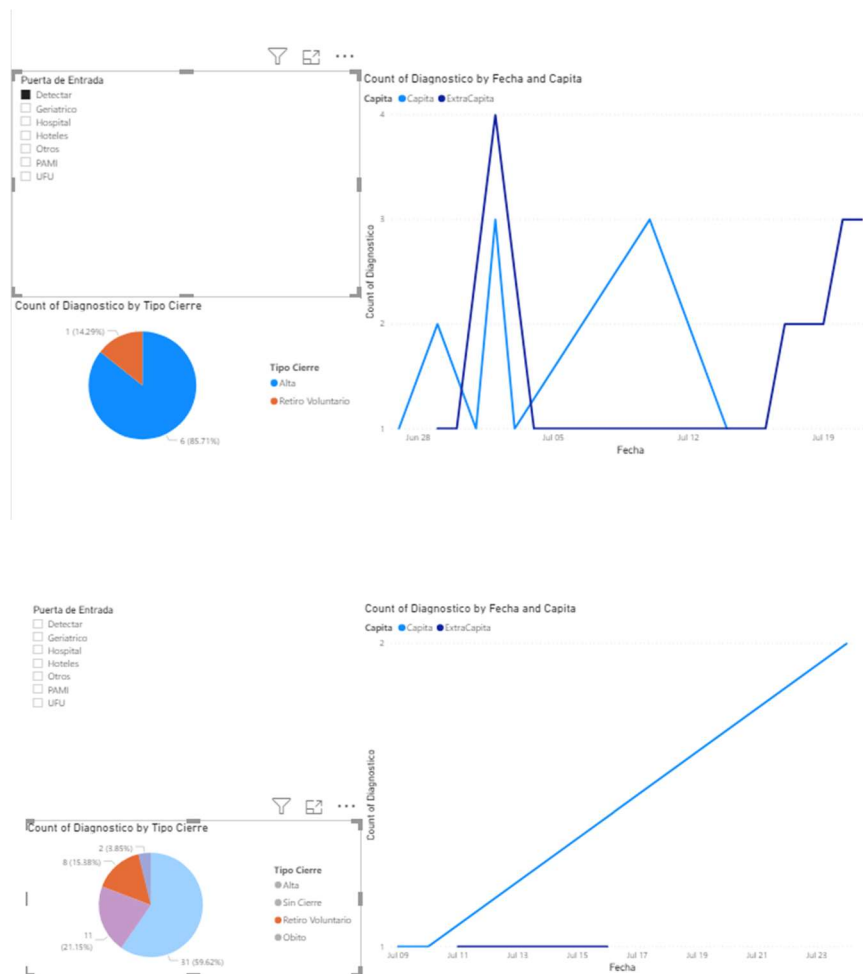 Puerta de Entrada
Detectar
Geriatrico
Hospital
Hoteles
Otros
PAMI
UFU
Count of Diagnostico by Fecha and Capita
Capita Capita ExtraCapita
4
3
2
1
Count of Diagnostico
Jun 28 Jul 05 Jul 12 Jul 19
Fecha
Count of Diagnostico by Tipo Cierre
1 (14.29%)
6 (85.71%)
Tipo Cierre
Alta
Retiro Voluntario
Puerta de Entrada
Detectar
Geriatrico
Hospital
Hoteles
Otros
PAMI
UFU
Count of Diagnostico by Fecha and Capita
Capita Capita ExtraCapita
2
1
Count of Diagnostico
Jul 09 Jul 11 Jul 13 Jul 15 Jul 17 Jul 19 Jul 21 Jul 23
Fecha
Count of Diagnostico by Tipo Cierre
2 (3.85%)
8 (15.38%)
11
(21.15%)
31 (59.62%)
Tipo Cierre
Alta
Sin Cierre
Retiro Voluntario
Obito